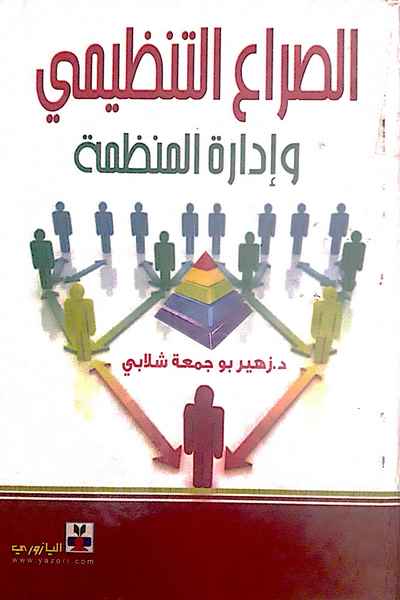 الصراع التنظيمي
وإدارة المنظمة
د.زهير بو جمعة شلابي
اليازوري
www.yazori.com